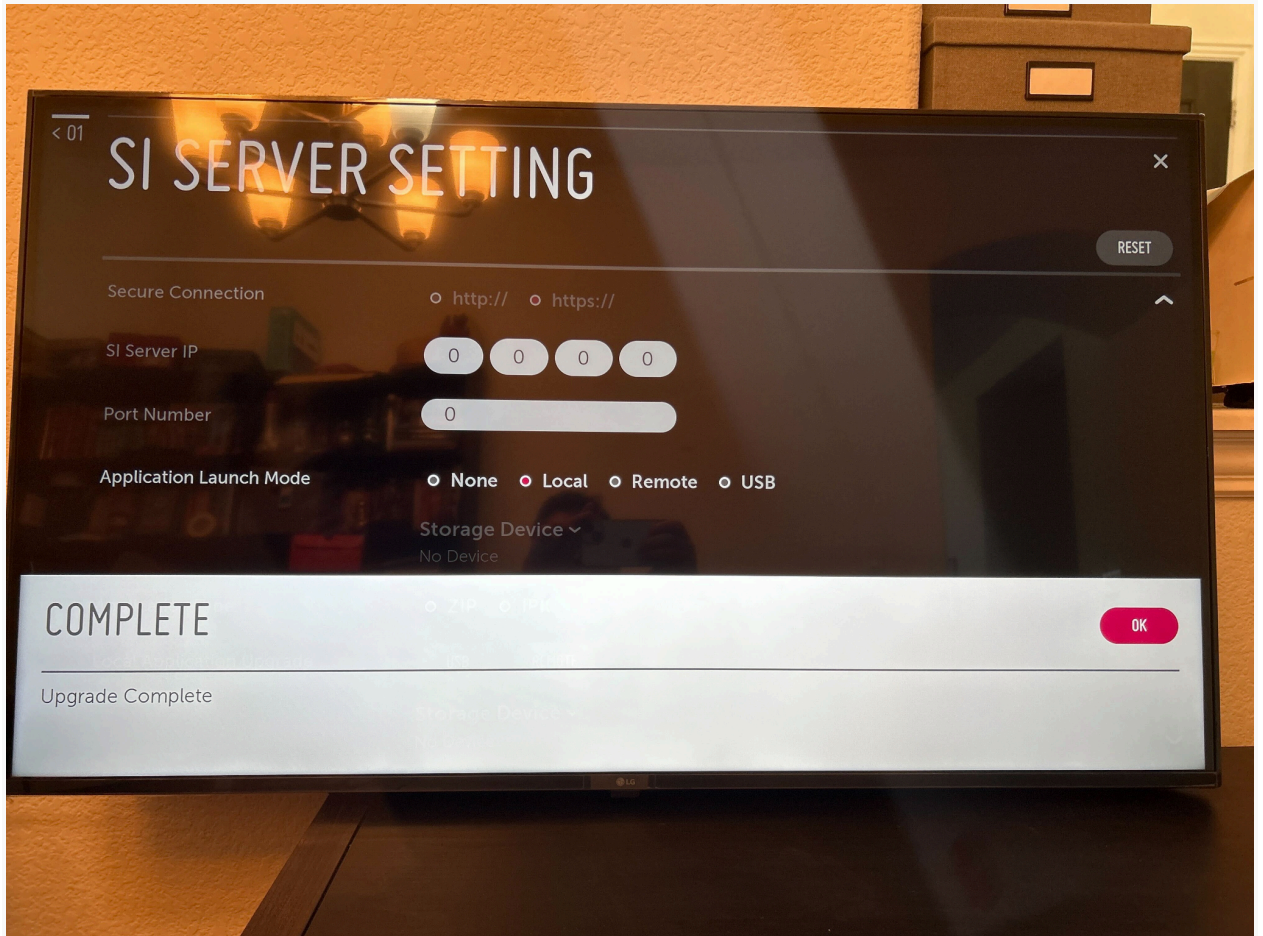 < 01
SI SERVER SETTING
×
RESET
Secure Connection http:// https://
SI Server IP 0 0 0 0
Port Number 0
Application Launch Mode None Local Remote USB
Storage Device
No Device
COMPLETE
ZIP
OK
Upgrade Complete
Storage Device
LG